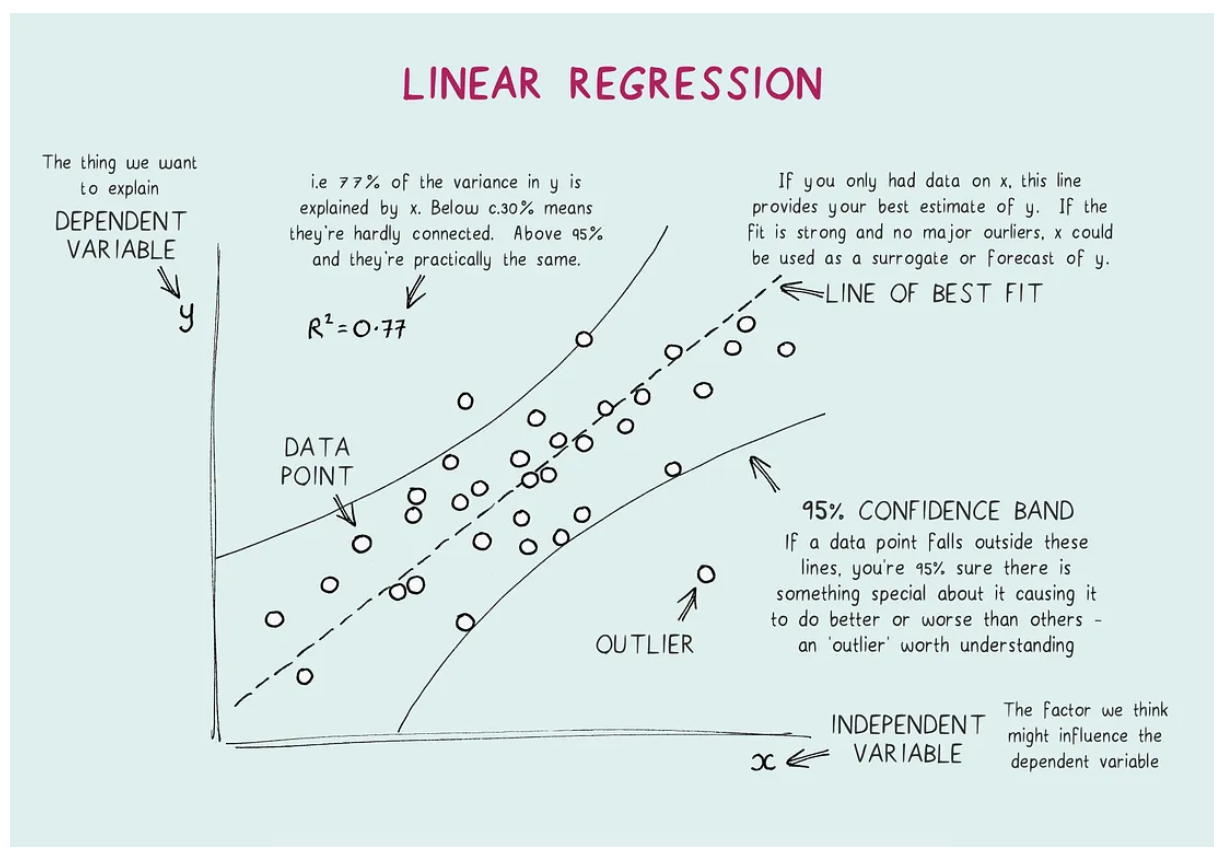 LINEAR REGRESSION
The thing we want
to explain
DEPENDENT
VARIABLE
y
i.e 77% of the variance in y is
explained by x. Below c.30% means
they're hardly connected. Above 95%
and they're practically the same.
R²=0·77
If you only had data on x, this line
provides your best estimate of y. If the
fit is strong and no major ourliers, x could
be used as a surrogate or forecast of y.
LINE OF BEST FIT
DATA
POINT
95% CONFIDENCE BAND
If a data point falls outside these
lines, you're 95% sure there is
something special about it causing it
to do better or worse than others -
an 'outlier' worth understanding
OUTLIER
INDEPENDENT
VARIABLE
x
The factor we think
might influence the
dependent variable